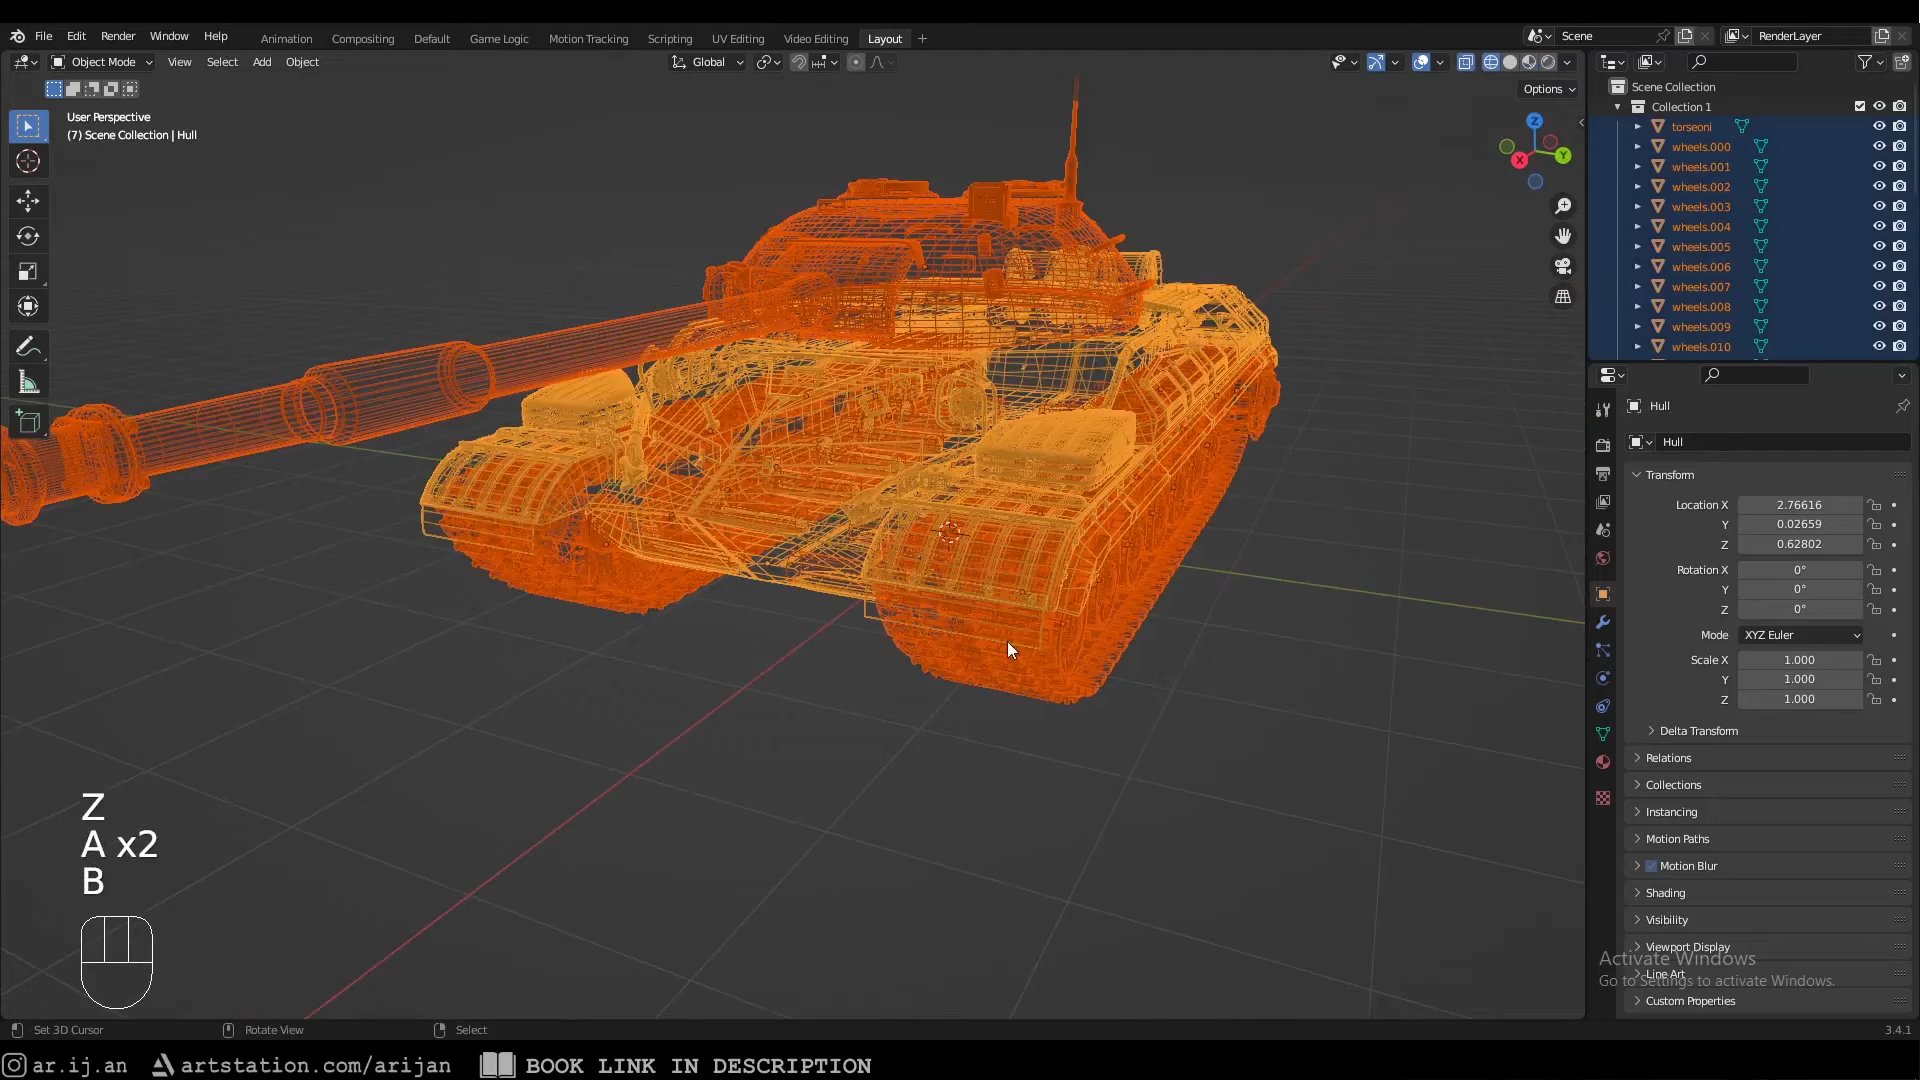 File Edit Render Window Help
Animation Compositing Default Game Logic Motion Tracking Scripting UV Editing Video Editing Layout +
Scene RenderLayer
Object Mode View Select Add Object
Global
Options
User Perspective
(7) Scene Collection | Hull
Z
Y
X
Scene Collection
Collection 1
torseoni
wheels.000
wheels.001
wheels.002
wheels.003
wheels.004
wheels.005
wheels.006
wheels.007
wheels.008
wheels.009
wheels.010
Hull
Hull
Transform
Location X 2.76616
Y 0.02659
Z 0.62802
Rotation X 0°
Y 0°
Z 0°
Mode XYZ Euler
Scale X 1.000
Y 1.000
Z 1.000
Delta Transform
Relations
Collections
Instancing
Motion Paths
Motion Blur
Shading
Visibility
Viewport Display
Line Art
Custom Properties
Activate Windows
Go to Settings to activate Windows.
Z
A x2
B
Set 3D Cursor Rotate View Select
3.4.1
ar.ij.an artstation.com/arijan BOOK LINK IN DESCRIPTION